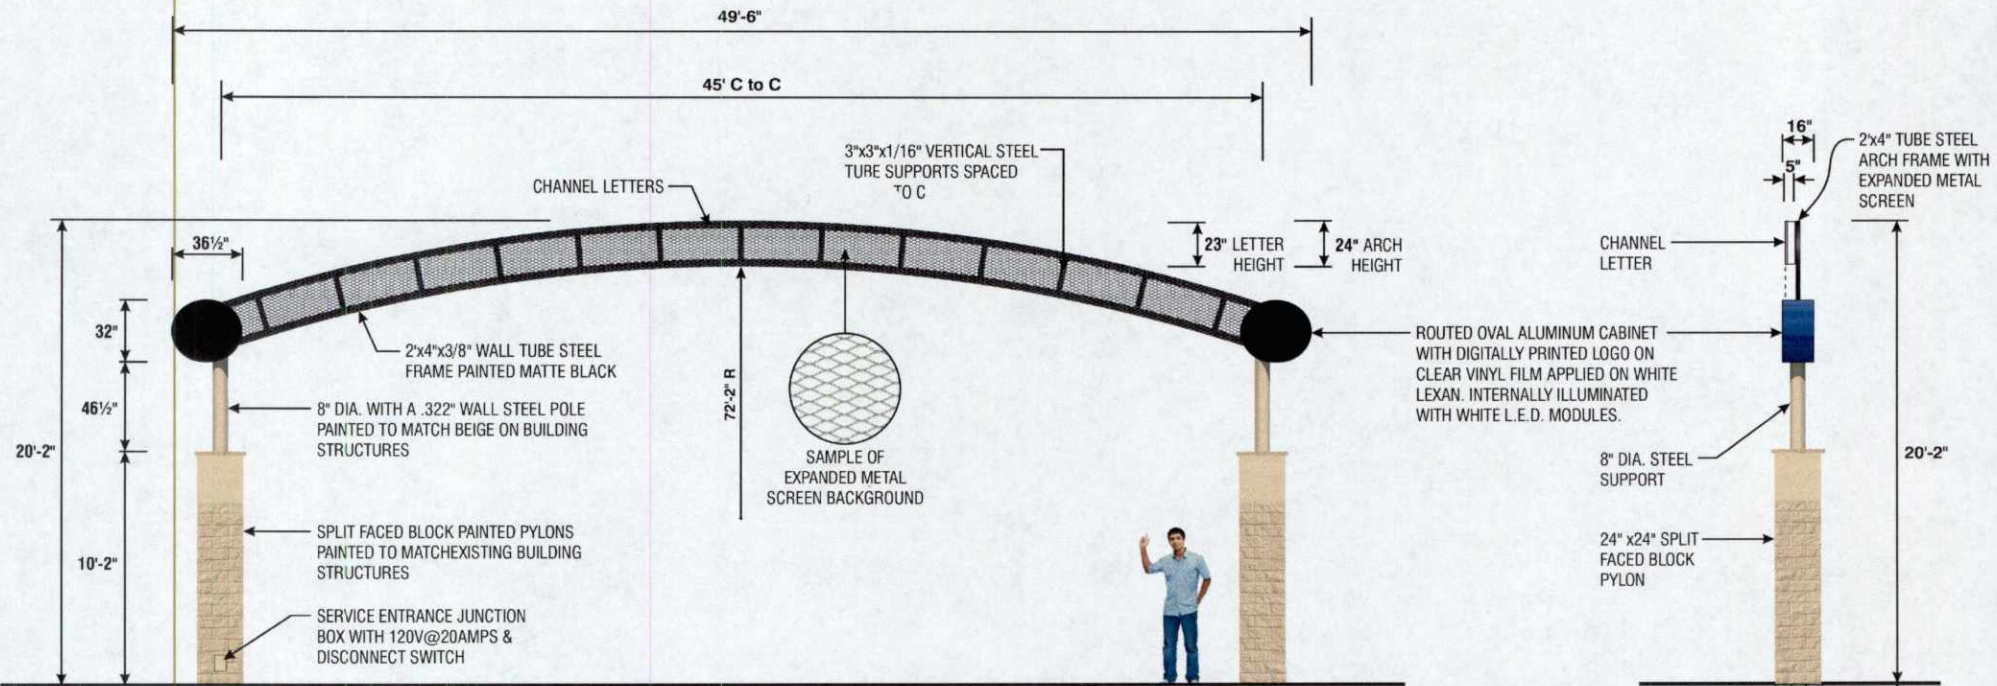 49'-6"
45' C to C
3"x3"x1/16" VERTICAL STEEL
TUBE SUPPORTS SPACED
TO C
CHANNEL LETTERS
36½"
23" LETTER
HEIGHT
24" ARCH
HEIGHT
32"
2'x4"x3/8" WALL TUBE STEEL
FRAME PAINTED MATTE BLACK
46½"
8" DIA. WITH A .322" WALL STEEL POLE
PAINTED TO MATCH BEIGE ON BUILDING
STRUCTURES
72'-2" R
20'-2"
SAMPLE OF
EXPANDED METAL
SCREEN BACKGROUND
SPLIT FACED BLOCK PAINTED PYLONS
PAINTED TO MATCHEXISTING BUILDING
STRUCTURES
10'-2"
SERVICE ENTRANCE JUNCTION
BOX WITH 120V@20AMPS &
DISCONNECT SWITCH
ROUTED OVAL ALUMINUM CABINET
WITH DIGITALLY PRINTED LOGO ON
CLEAR VINYL FILM APPLIED ON WHITE
LEXAN. INTERNALLY ILLUMINATED
WITH WHITE L.E.D. MODULES.
16"
5"
2'x4" TUBE STEEL
ARCH FRAME WITH
EXPANDED METAL
SCREEN
CHANNEL
LETTER
8" DIA. STEEL
SUPPORT
20'-2"
24" x24" SPLIT
FACED BLOCK
PYLON